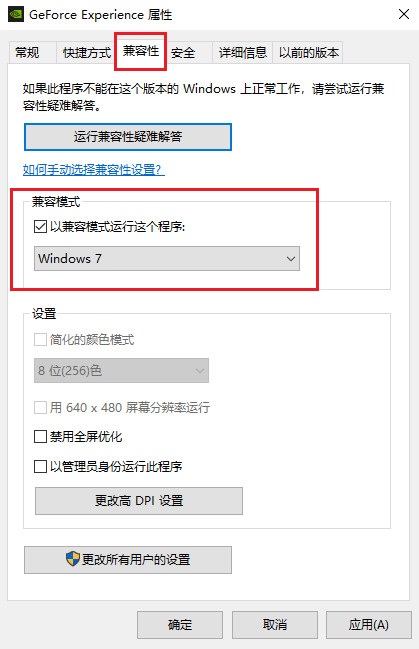 GeForce Experience 属性
常规 快捷方式 兼容性 安全 详细信息 以前的版本
如果此程序不能在这个版本的 Windows 上正常工作，请尝试运行兼
容性疑难解答。
运行兼容性疑难解答
如何手动选择兼容性设置?
兼容模式
以兼容模式运行这个程序:
Windows 7
设置
简化的颜色模式
8 位(256)色
用 640 x 480 屏幕分辨率运行
禁用全屏优化
以管理员身份运行此程序
更改高 DPI 设置
更改所有用户的设置
确定 取消 应用(A)